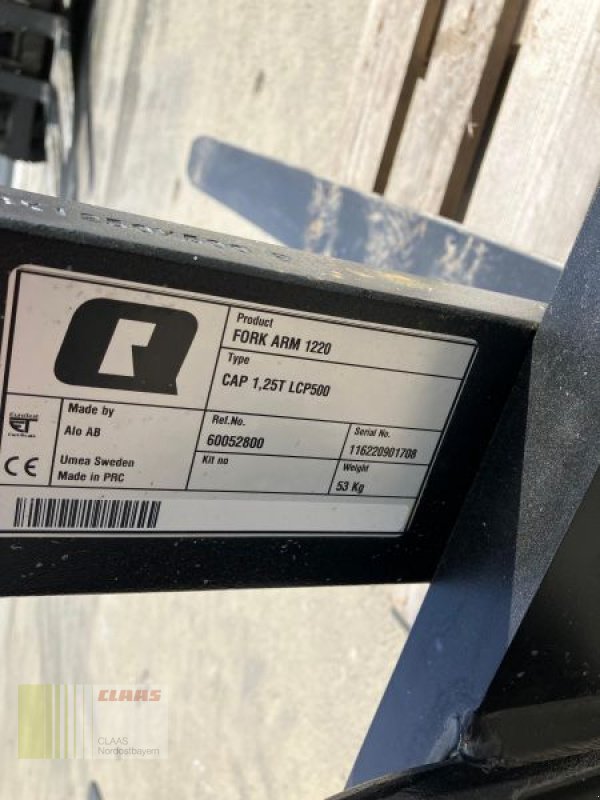 Product
FORK ARM 1220
Type
CAP 1,25T LCP500
Made by
Alo AB
Umea Sweden
Made in PRC
Ref.No.
60052800
Serial No.
116220901708
Kit no
Weight
53 Kg
CE
CLAAS
CLAAS
Nordostbayern